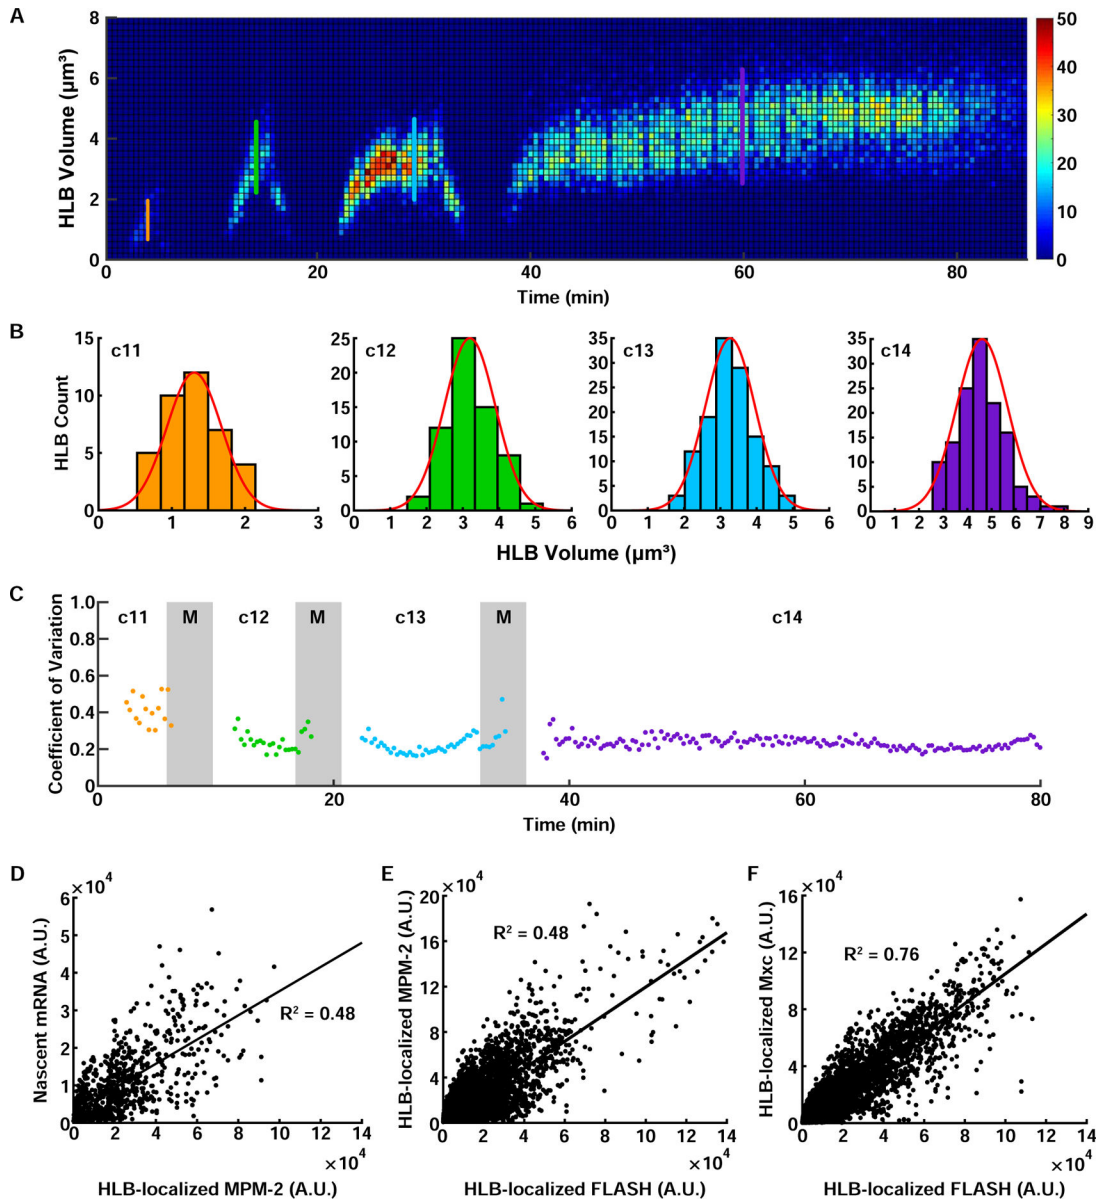 A
HLB Volume (µm³)
8
6
4
2
0
0 20 40 60 80
Time (min)
50
40
30
20
10
0
B
HLB Count
c11
15
10
5
0
0 1 2 3
c12
25
20
15
10
5
0
0 1 2 3 4 5 6
c13
35
30
25
20
15
10
5
0
0 1 2 3 4 5 6
c14
35
30
25
20
15
10
5
0
0 1 2 3 4 5 6 7 8 9
HLB Volume (µm³)
C
Coefficient of Variation
1.0
0.8
0.6
0.4
0.2
0
c11 M c12 M c13 M c14
0 20 40 60 80
Time (min)
D
×10⁴
Nascent mRNA (A.U.)
6
5
4
3
2
1
0
R² = 0.48
0 2 4 6 8 10 12 14
×10⁴
HLB-localized MPM-2 (A.U.)
E
×10⁴
HLB-localized MPM-2 (A.U.)
20
16
12
8
4
0
R² = 0.48
0 2 4 6 8 10 12 14
×10⁴
HLB-localized FLASH (A.U.)
F
×10⁴
HLB-localized Mxc (A.U.)
16
12
8
4
0
R² = 0.76
0 2 4 6 8 10 12 14
×10⁴
HLB-localized FLASH (A.U.)